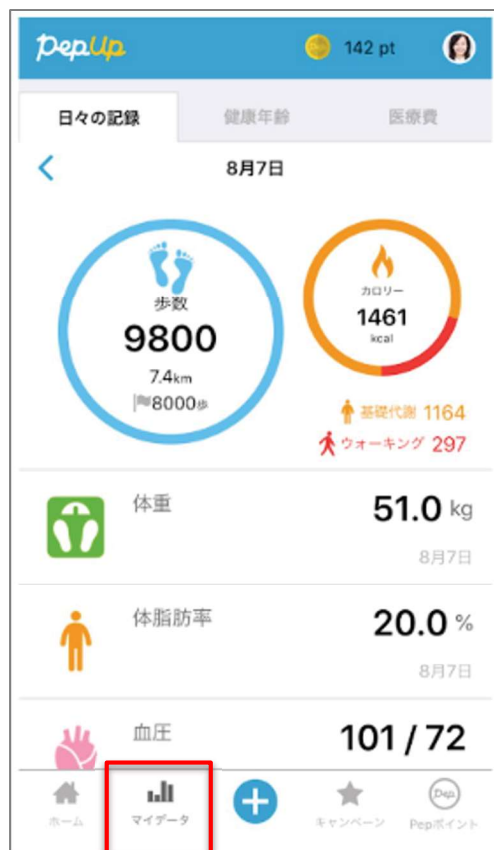 PepUp
142 pt
日々の記録 健康年齢 医療費
8月7日
歩数
9800
7.4km
8000歩
カロリー
1461
kcal
基礎代謝 1164
ウォーキング 297
体重 51.0 kg
8月7日
体脂肪率 20.0 %
8月7日
血圧 101 / 72
ホーム マイデータ キャンペーン Pepポイント
Pep